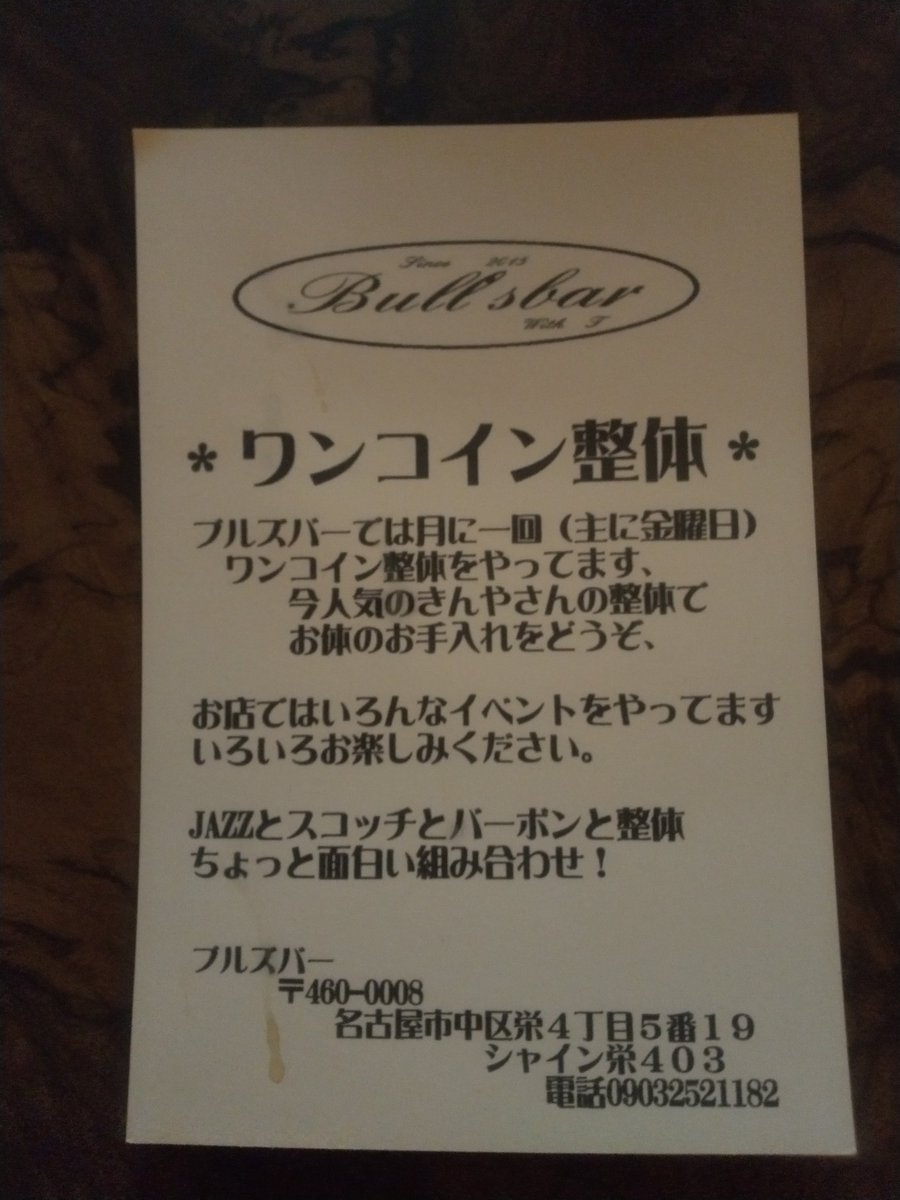 Since 2015
Bull'sbar
With T
* ワンコイン整体 *
ブルズバーでは月に一回（主に金曜日）
ワンコイン整体をやってます、
今人気のきんやさんの整体で
お体のお手入れをどうぞ、
お店ではいろんなイベントをやってます
いろいろお楽しみください。
JAZZとスコッチとバーボンと整体
ちょっと面白い組み合わせ！
ブルズバー
〒460-0008
名古屋市中区栄４丁目５番１９
シャイン栄４０３
電話09032521182